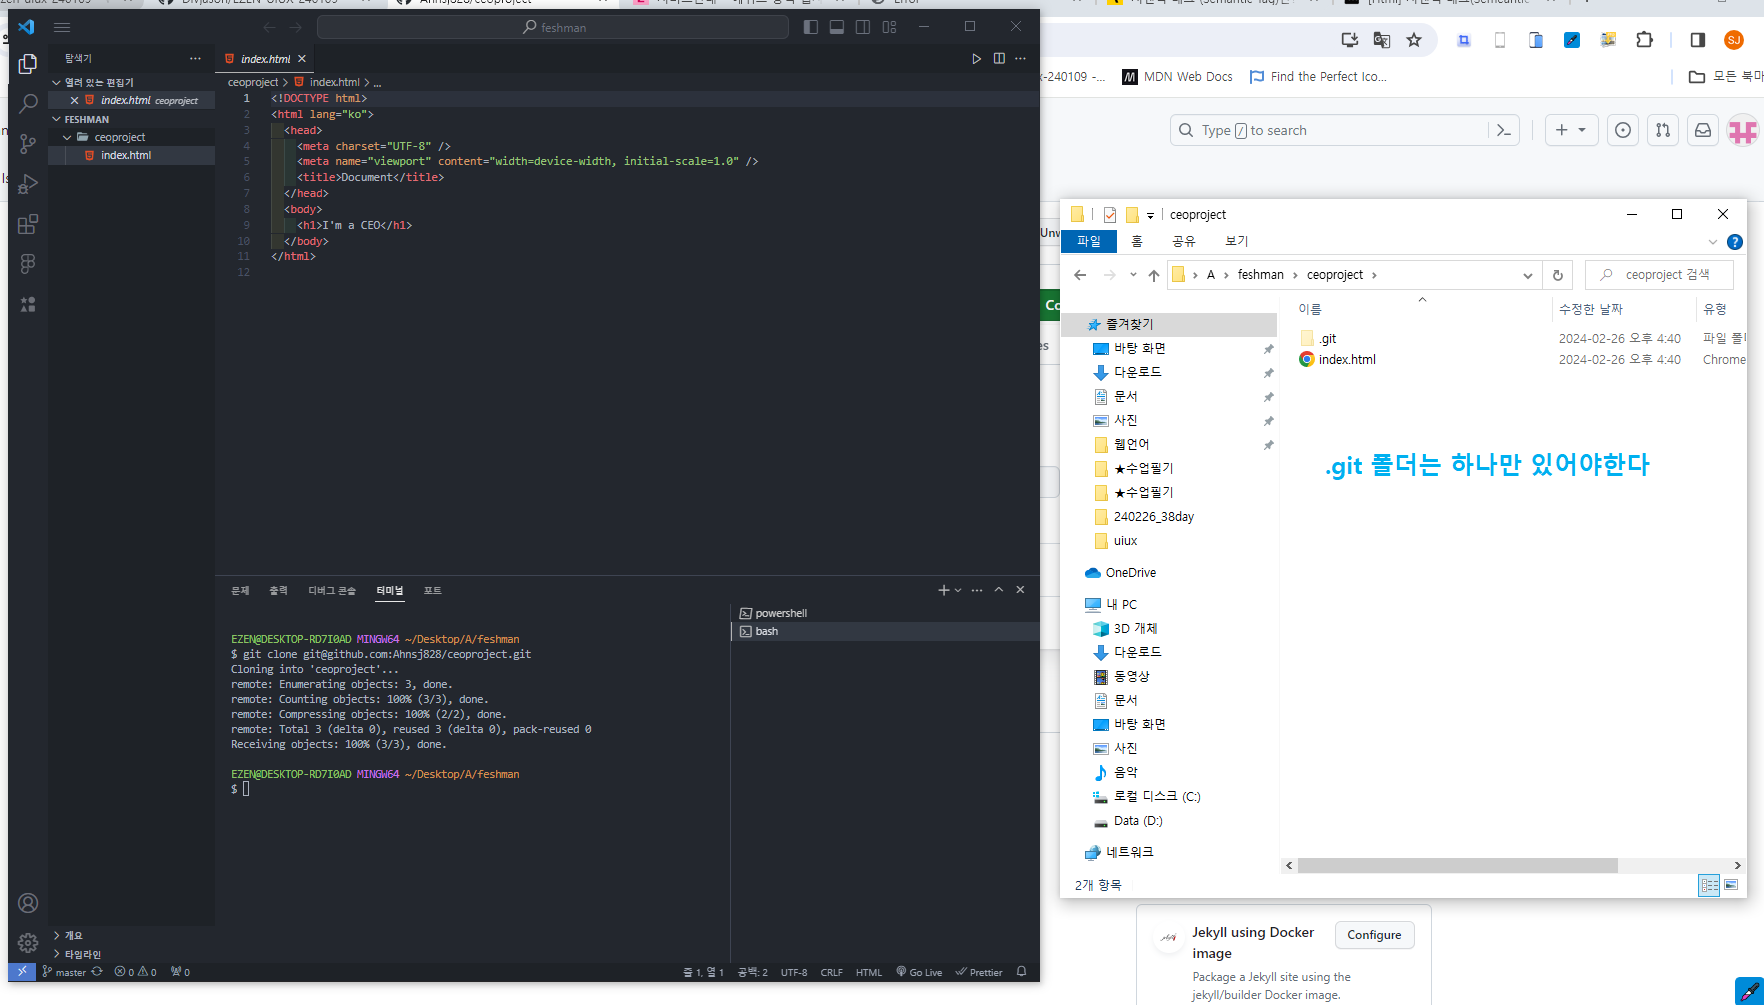 feshman
탐색기
열려 있는 편집기
index.html ceoproject
FESHMAN
ceoproject
index.html
개요
타임라인
index.html
ceoproject > index.html > ...
1 <!DOCTYPE html>
2 <html lang="ko">
3 <head>
4 <meta charset="UTF-8" />
5 <meta name="viewport" content="width=device-width, initial-scale=1.0" />
6 <title>Document</title>
7 </head>
8 <body>
9 <h1>I'm a CEO</h1>
10 </body>
11 </html>
12
문제 출력 디버그 콘솔 터미널 포트
powershell
bash
EZEN@DESKTOP-RD7I0AD MINGW64 ~/Desktop/A/feshman
$ git clone git@github.com:Ahnsj828/ceoproject.git
Cloning into 'ceoproject'...
remote: Enumerating objects: 3, done.
remote: Counting objects: 100% (3/3), done.
remote: Compressing objects: 100% (2/2), done.
remote: Total 3 (delta 0), reused 3 (delta 0), pack-reused 0
Receiving objects: 100% (3/3), done.
EZEN@DESKTOP-RD7I0AD MINGW64 ~/Desktop/A/feshman
$
master 0 0 0 줄 1, 열 1 공백: 2 UTF-8 CRLF HTML Go Live Prettier
SJ
x-240109 -... MDN Web Docs Find the Perfect Ico...
Type / to search
ceoproject
파일 홈 공유 보기
A > feshman > ceoproject >
ceoproject 검색
이름 수정한 날짜 유형
.git 2024-02-26 오후 4:40
index.html 2024-02-26 오후 4:40 Chrome
.git 폴더는 하나만 있어야한다
즐겨찾기
바탕 화면
다운로드
문서
사진
웹언어
★수업필기
★수업필기
240226_38day
uiux
OneDrive
내 PC
3D 개체
다운로드
동영상
문서
바탕 화면
사진
음악
로컬 디스크 (C:)
Data (D:)
네트워크
2개 항목
Jekyll using Docker
image
Configure
Package a Jekyll site using the
jekyll/builder Docker image.